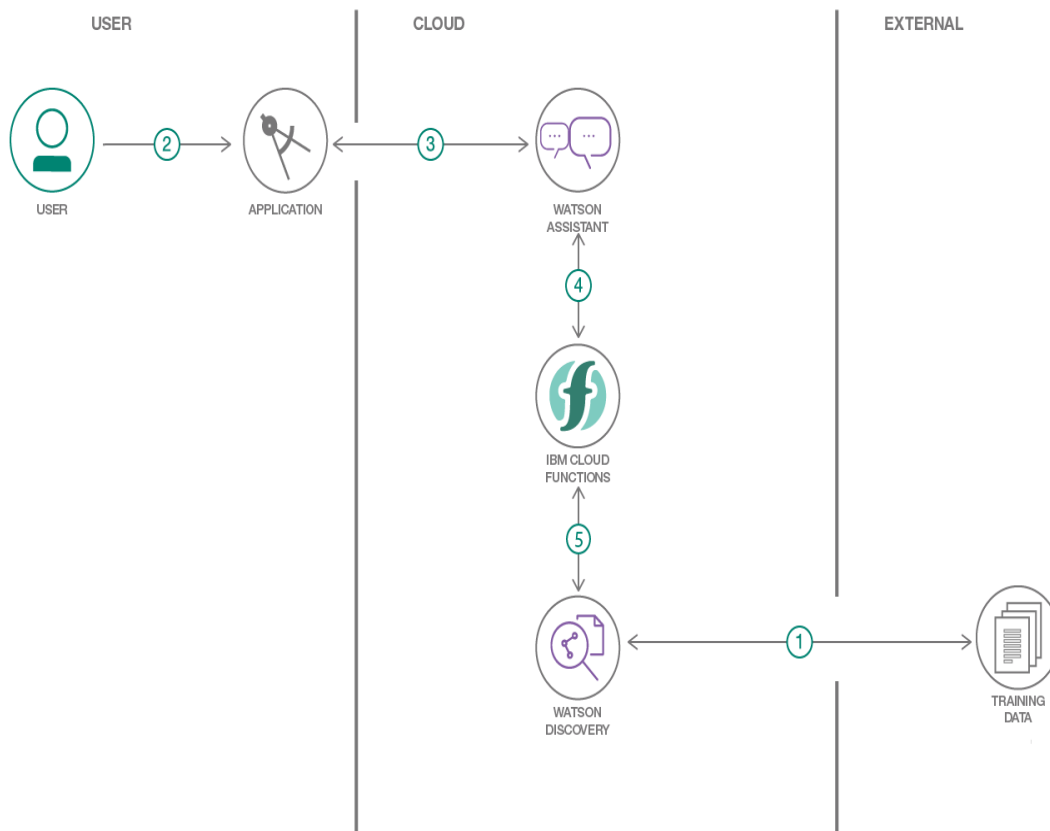 USER
CLOUD
EXTERNAL
2
3
USER
APPLICATION
WATSON
ASSISTANT
4
IBM CLOUD
FUNCTIONS
5
1
WATSON
DISCOVERY
TRAINING
DATA